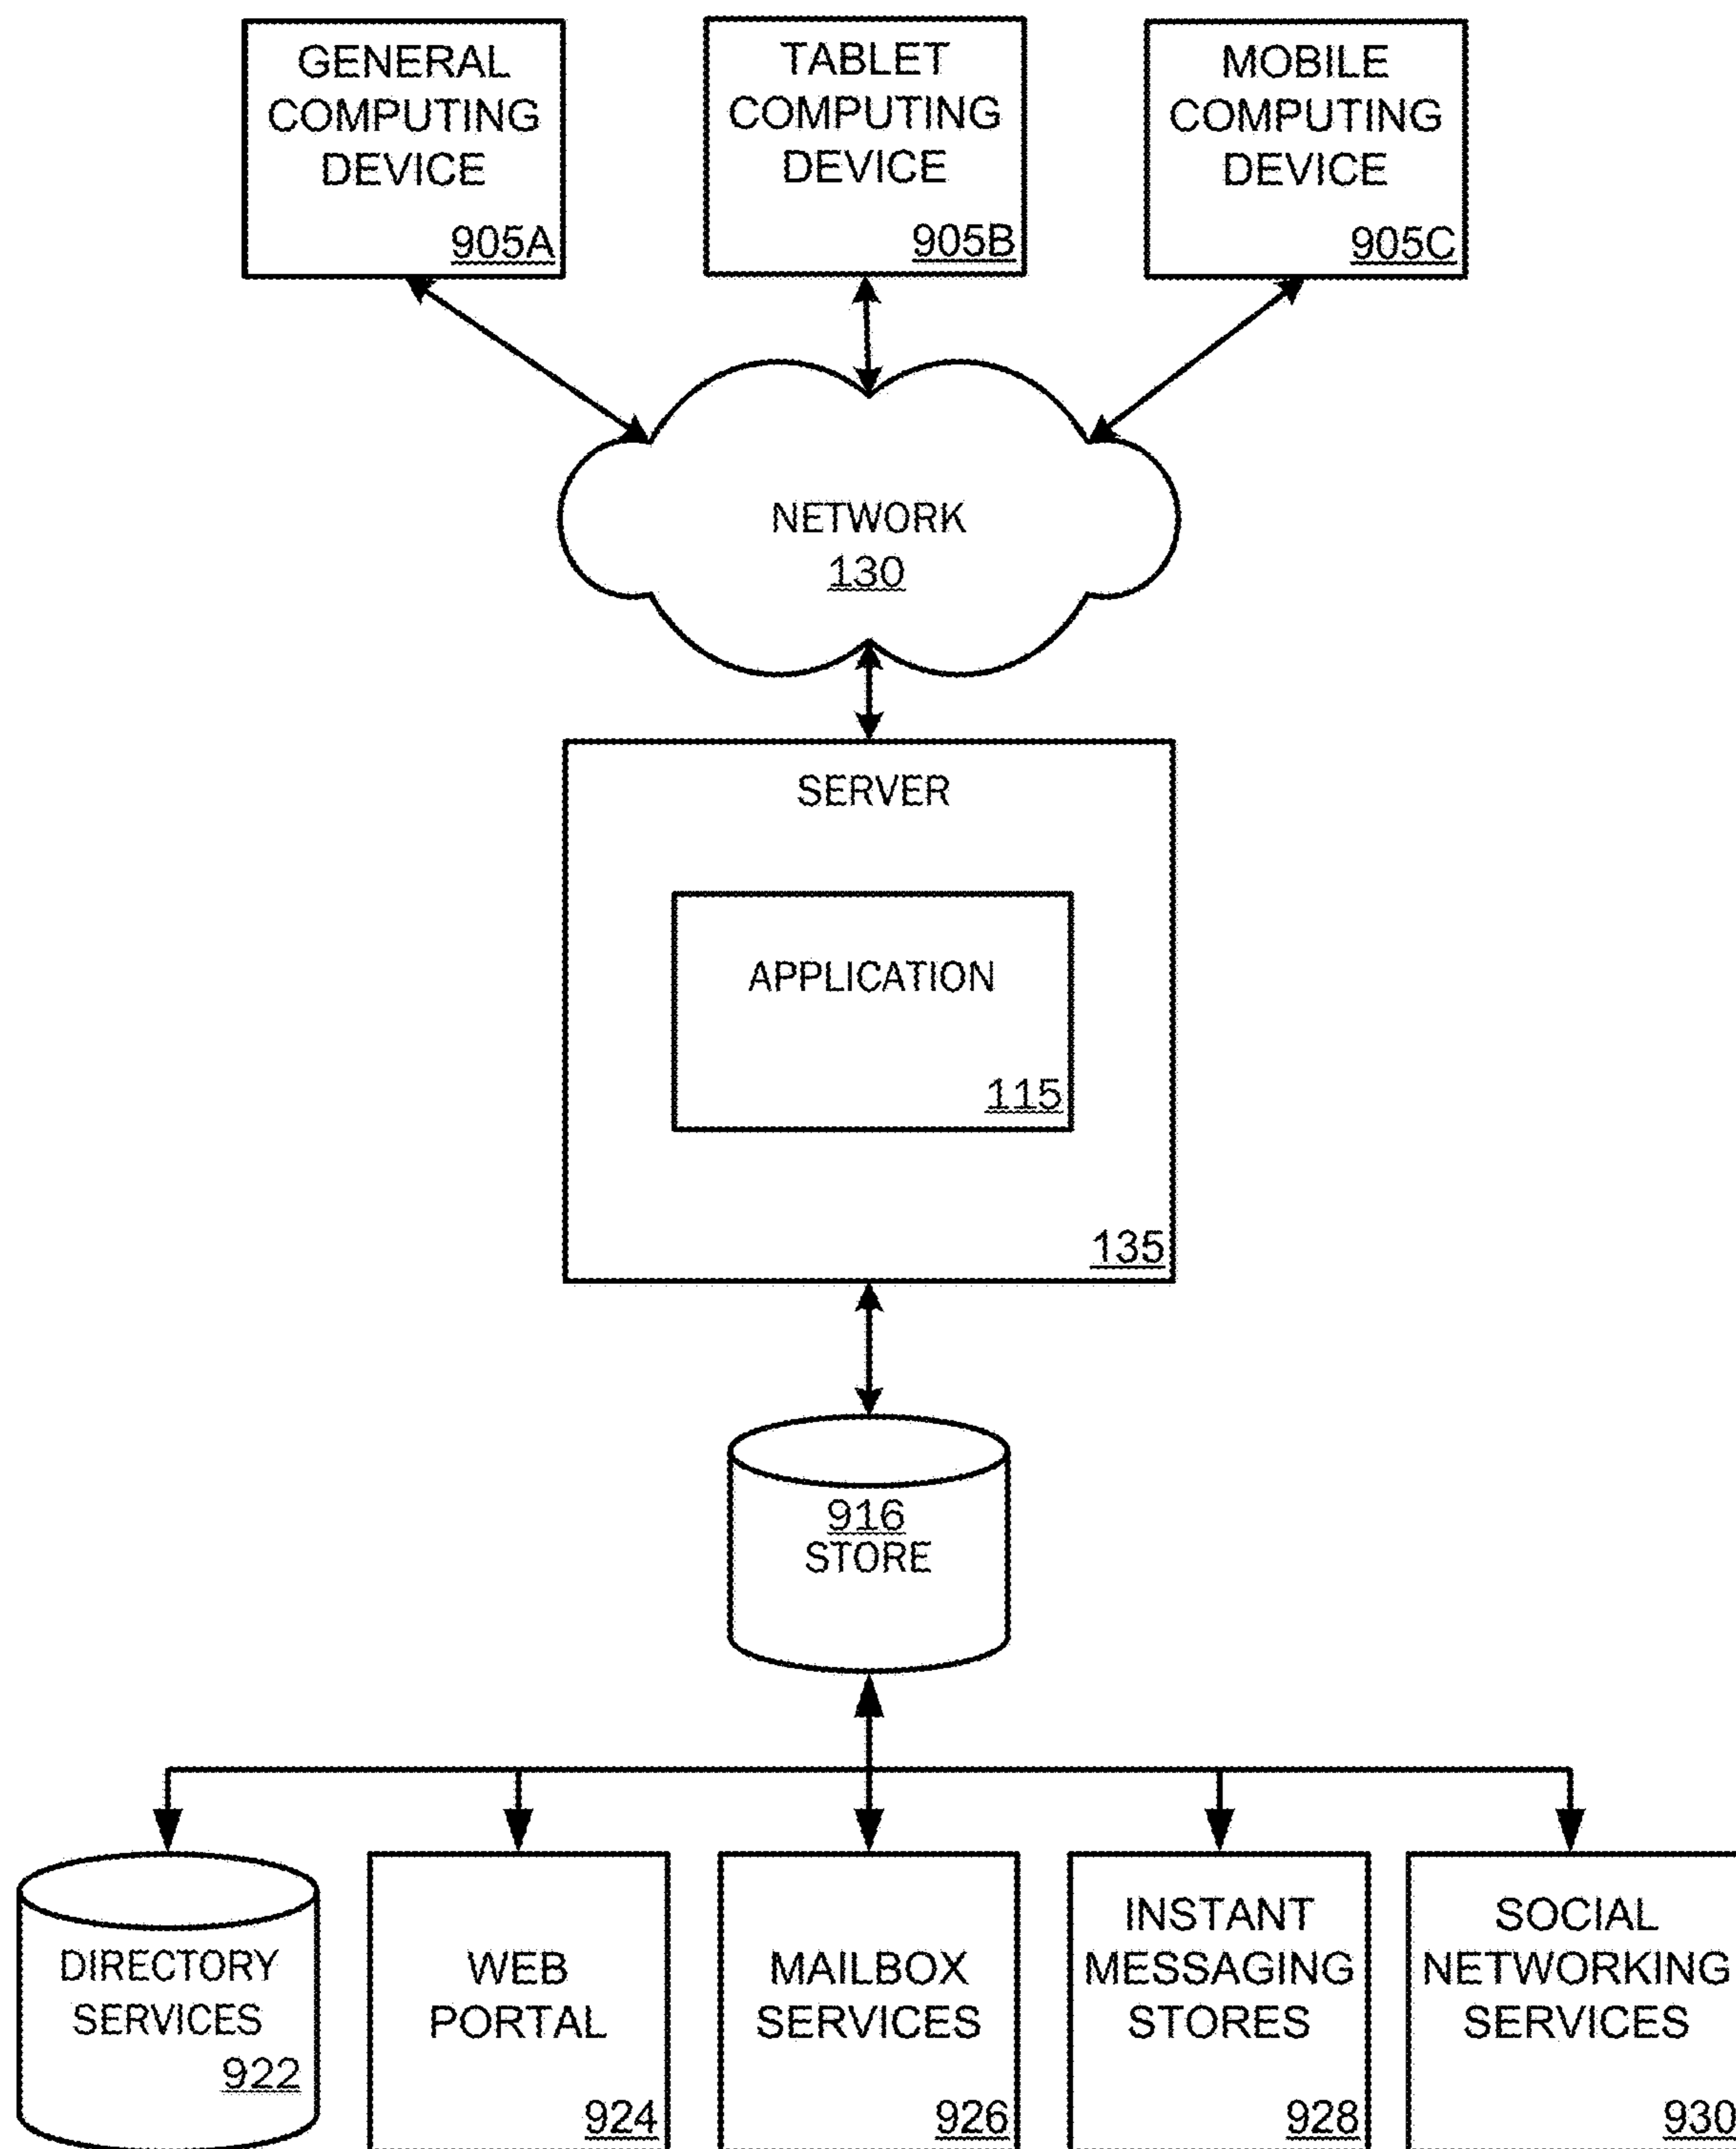 GENERAL
COMPUTING
DEVICE
905A
TABLET
COMPUTING
DEVICE
905B
MOBILE
COMPUTING
DEVICE
905C
NETWORK
130
SERVER
APPLICATION
115
135
916
STORE
DIRECTORY
SERVICES
922
WEB
PORTAL
924
MAILBOX
SERVICES
926
INSTANT
MESSAGING
STORES
928
SOCIAL
NETWORKING
SERVICES
930